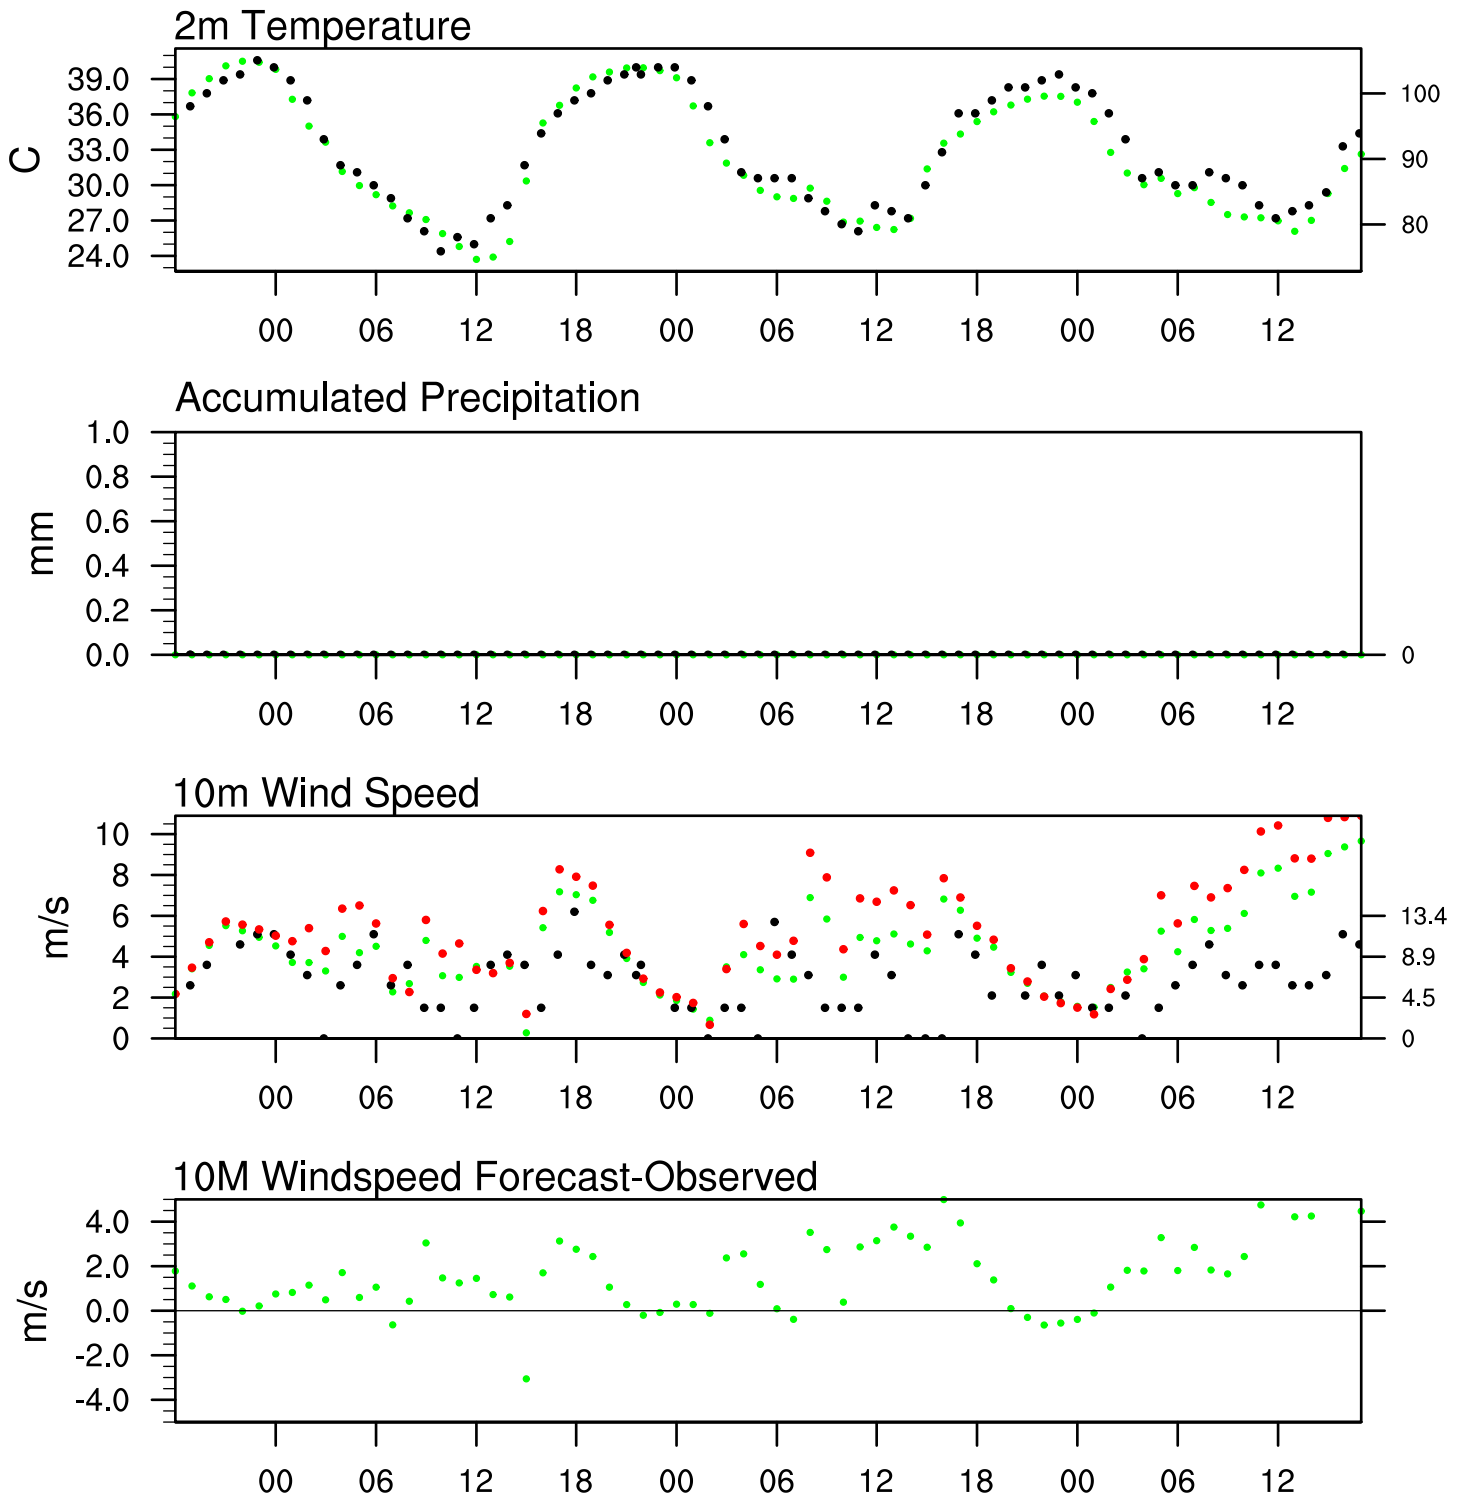 2m Temperature
C
39.0
36.0
33.0
30.0
27.0
24.0
100
90
80
00 06 12 18 00 06 12 18 00 06 12
Accumulated Precipitation
mm
1.0
0.8
0.6
0.4
0.2
0.0
0
00 06 12 18 00 06 12 18 00 06 12
10m Wind Speed
m/s
10
8
6
4
2
0
13.4
8.9
4.5
0
00 06 12 18 00 06 12 18 00 06 12
10M Windspeed Forecast-Observed
m/s
4.0
2.0
0.0
-2.0
-4.0
00 06 12 18 00 06 12 18 00 06 12